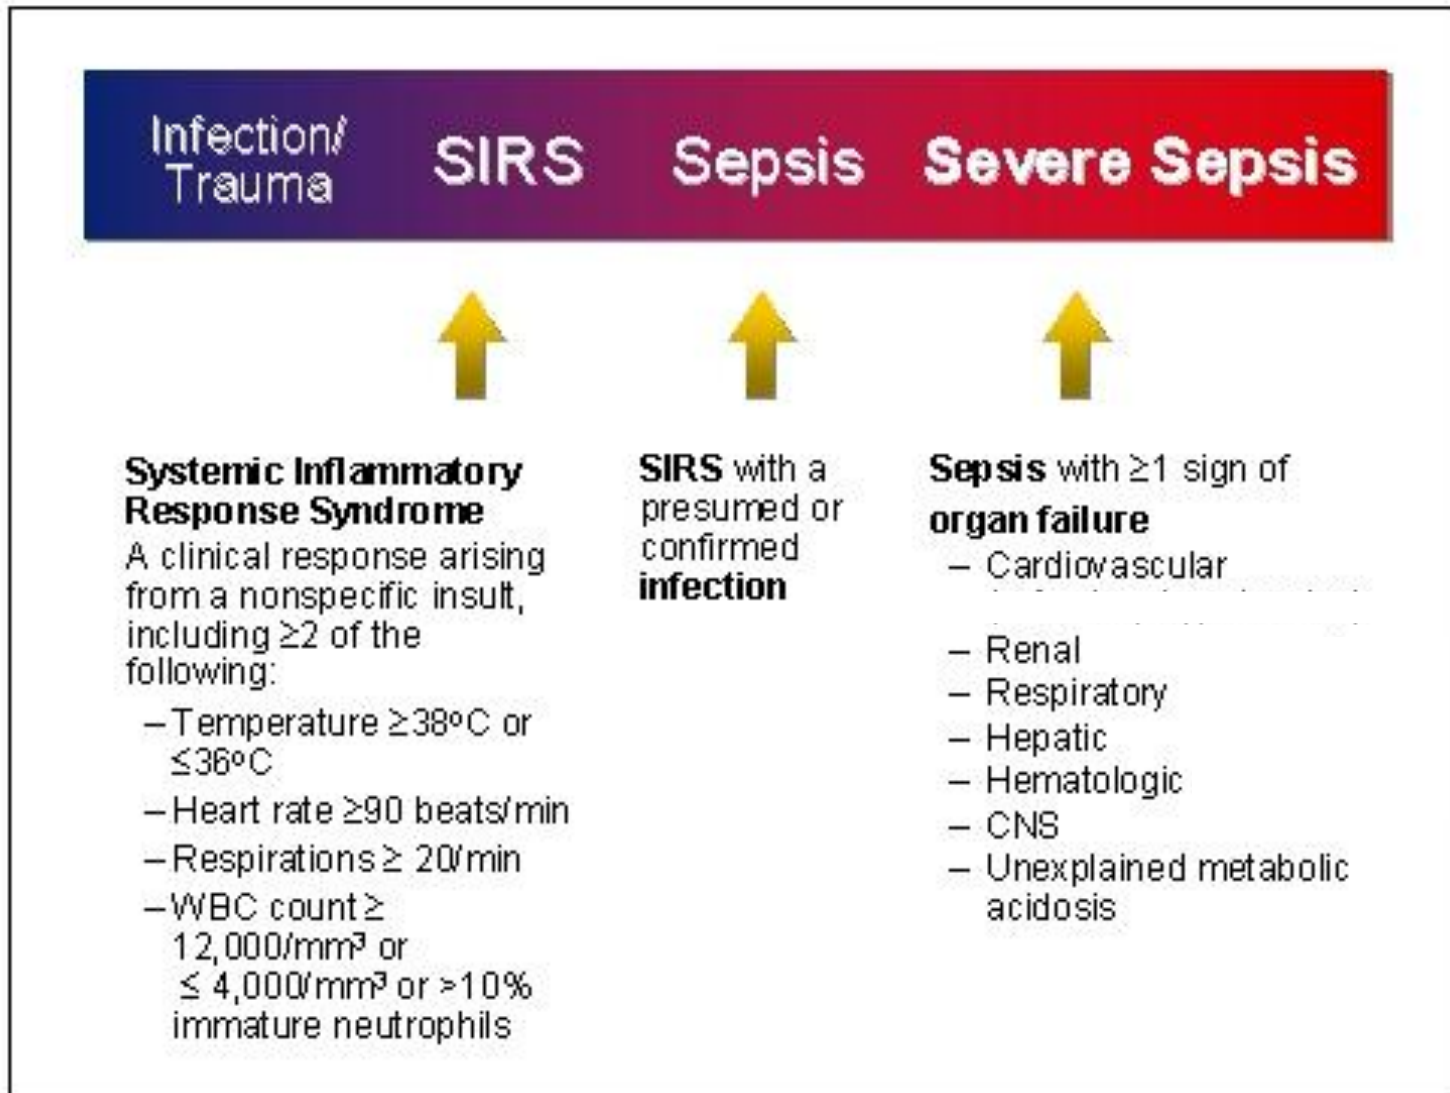 Infection/
Trauma
SIRS
Sepsis
Severe Sepsis
Systemic Inflammatory
Response Syndrome
A clinical response arising
from a nonspecific insult,
including ≥2 of the
following:
– Temperature ≥38ºC or
≤36ºC
– Heart rate ≥90 beats/min
– Respirations ≥ 20/min
– WBC count ≥
12,000/mm³ or
≤ 4,000/mm³ or >10%
immature neutrophils
SIRS with a
presumed or
confirmed
infection
Sepsis with ≥1 sign of
organ failure
– Cardiovascular
– Renal
– Respiratory
– Hepatic
– Hematologic
– CNS
– Unexplained metabolic
acidosis